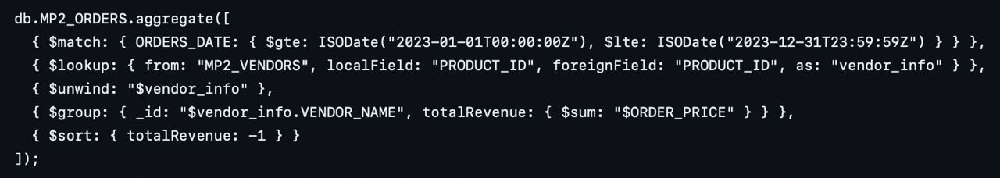 db.MP2_ORDERS.aggregate([
  { $match: { ORDERS_DATE: { $gte: ISODate("2023-01-01T00:00:00Z"), $lte: ISODate("2023-12-31T23:59:59Z") } } },
  { $lookup: { from: "MP2_VENDORS", localField: "PRODUCT_ID", foreignField: "PRODUCT_ID", as: "vendor_info" } },
  { $unwind: "$vendor_info" },
  { $group: { _id: "$vendor_info.VENDOR_NAME", totalRevenue: { $sum: "$ORDER_PRICE" } } },
  { $sort: { totalRevenue: -1 } }
]);